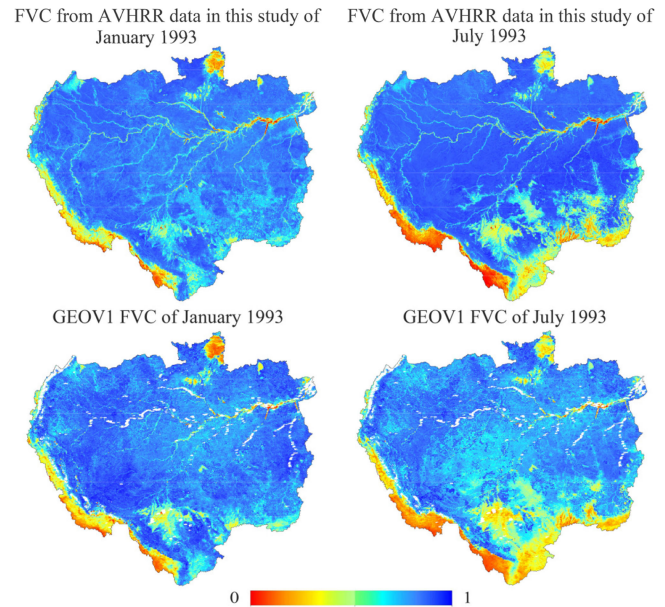 FVC from AVHRR data in this study of
January 1993
FVC from AVHRR data in this study of
July 1993
GEOV1 FVC of January 1993
GEOV1 FVC of July 1993
0
1